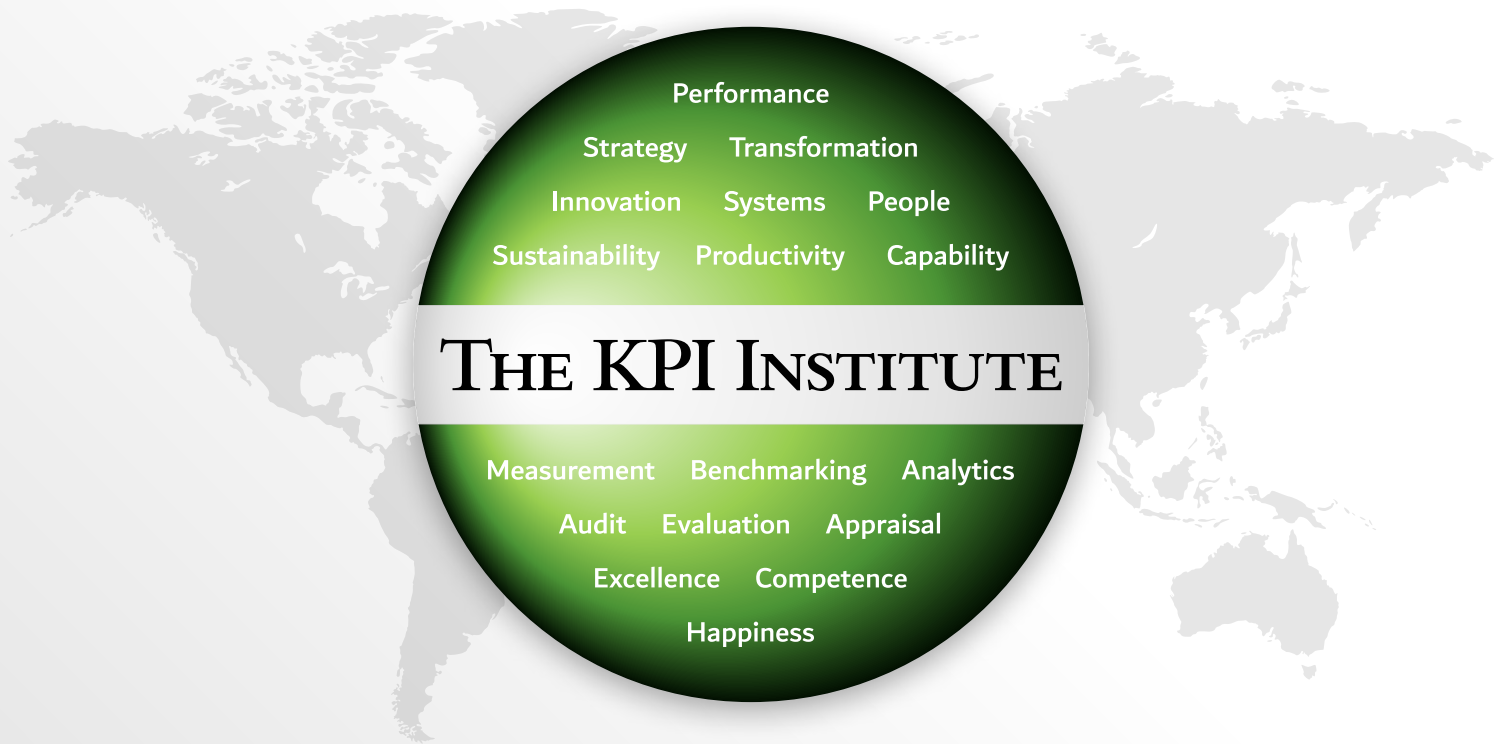 Performance
Strategy Transformation
Innovation Systems People
Sustainability Productivity Capability
The KPI Institute
Measurement Benchmarking Analytics
Audit Evaluation Appraisal
Excellence Competence
Happiness